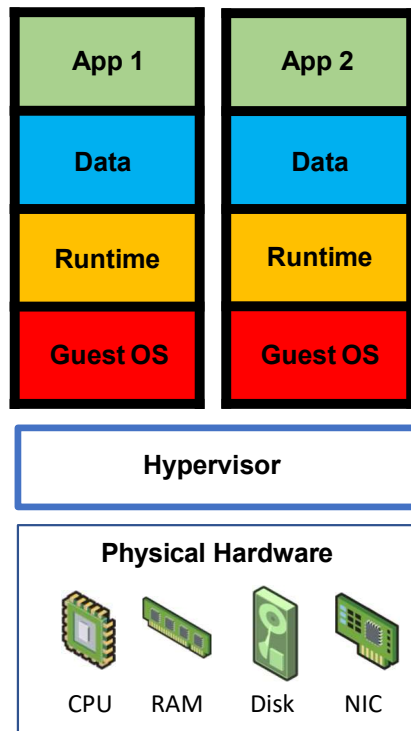 App 1 App 2
Data Data
Runtime Runtime
Guest OS Guest OS
Hypervisor
Physical Hardware
CPU RAM Disk NIC